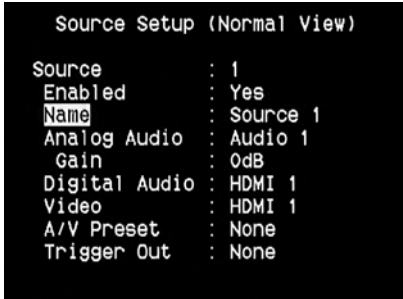 Source Setup (Normal View)
Source : 1
Enabled : Yes
Name : Source 1
Analog Audio : Audio 1
Gain : 0dB
Digital Audio : HDMI 1
Video : HDMI 1
A/V Preset : None
Trigger Out : None